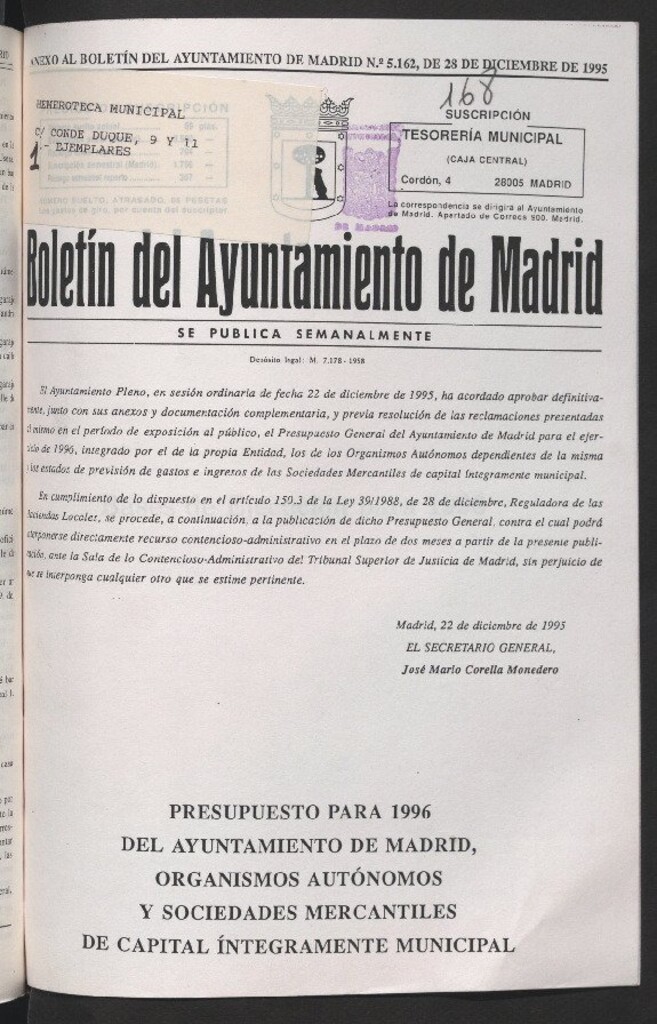 ANEXO AL BOLETÍN DEL AYUNTAMIENTO DE MADRID N.º 5.162, DE 28 DE DICIEMBRE DE 1995
168
HEMEROTECA MUNICIPAL
C/ CONDE DUQUE, 9 Y 11
1.- EJEMPLARES
SUSCRIPCIÓN
TESORERÍA MUNICIPAL
(CAJA CENTRAL)
Cordón, 4 28005 MADRID
La correspondencia se dirigirá al Ayuntamiento
de Madrid. Apartado de Correos 900. Madrid.
DE MADRID
Boletín del Ayuntamiento de Madrid
SE PUBLICA SEMANALMENTE
Depósito legal: M. 7.178 - 1958
El Ayuntamiento Pleno, en sesión ordinaria de fecha 22 de diciembre de 1995, ha acordado aprobar definitiva-
mente, junto con sus anexos y documentación complementaria, y previa resolución de las reclamaciones presentadas
al mismo en el período de exposición al público, el Presupuesto General del Ayuntamiento de Madrid para el ejer-
cicio de 1996, integrado por el de la propia Entidad, los de los Organismos Autónomos dependientes de la misma
y los estados de previsión de gastos e ingresos de las Sociedades Mercantiles de capital íntegramente municipal.
En cumplimiento de lo dispuesto en el artículo 150.3 de la Ley 39/1988, de 28 de diciembre, Reguladora de las
Haciendas Locales, se procede, a continuación, a la publicación de dicho Presupuesto General, contra el cual podrá
interponerse directamente recurso contencioso-administrativo en el plazo de dos meses a partir de la presente publi-
cación, ante la Sala de lo Contencioso-Administrativo del Tribunal Superior de Justicia de Madrid, sin perjuicio de
que se interponga cualquier otro que se estime pertinente.
Madrid, 22 de diciembre de 1995
EL SECRETARIO GENERAL,
José Mario Corella Monedero
PRESUPUESTO PARA 1996
DEL AYUNTAMIENTO DE MADRID,
ORGANISMOS AUTÓNOMOS
Y SOCIEDADES MERCANTILES
DE CAPITAL ÍNTEGRAMENTE MUNICIPAL